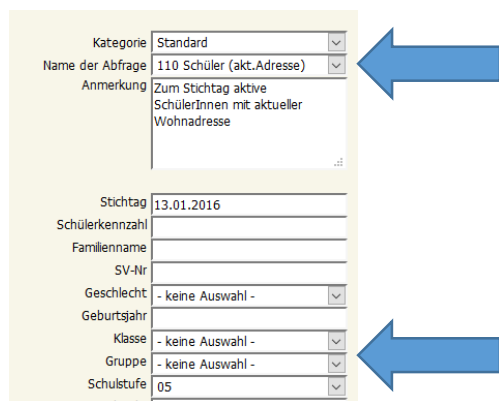 Kategorie Standard
Name der Abfrage 110 Schüler (akt.Adresse)
Anmerkung Zum Stichtag aktive
SchülerInnen mit aktueller
Wohnadresse
Stichtag 13.01.2016
Schülerkennzahl
Familienname
SV-Nr
Geschlecht - keine Auswahl -
Geburtsjahr
Klasse - keine Auswahl -
Gruppe - keine Auswahl -
Schulstufe 05